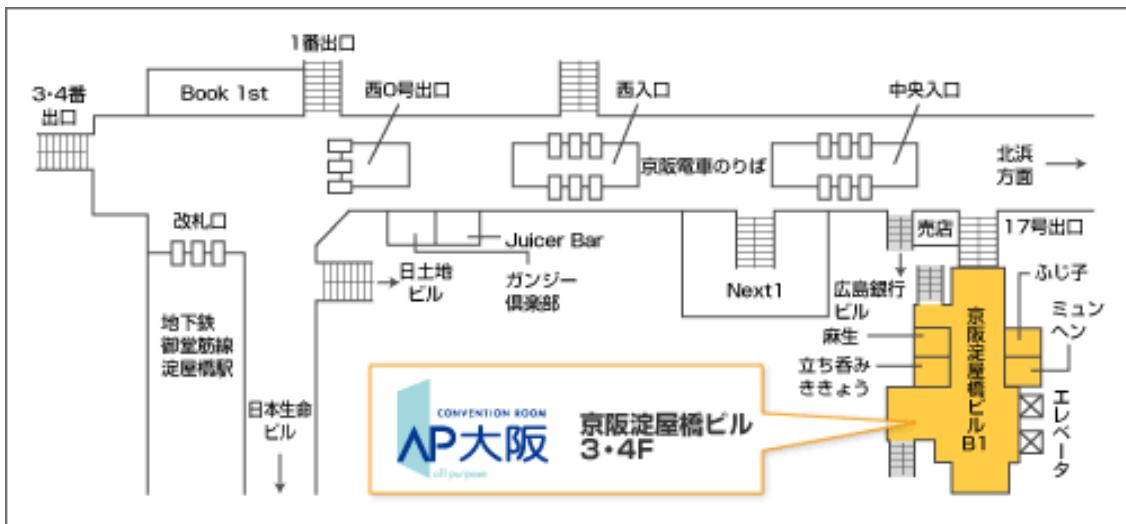 1番出口
3・4番
出口
Book 1st
西0号出口
西入口
中央入口
京阪電車のりば
北浜
方面
改札口
Juicer Bar
ガンジー
倶楽部
日土地
ビル
Next1
売店
17号出口
広島銀行
ビル
ふじ子
ミュン
ヘン
麻生
立ち呑み
ききょう
京阪淀屋橋ビル
B1
エレベータ
地下鉄
御堂筋線
淀屋橋駅
日本生命
ビル
CONVENTION ROOM
AP大阪
all purpose
京阪淀屋橋ビル
3・4F